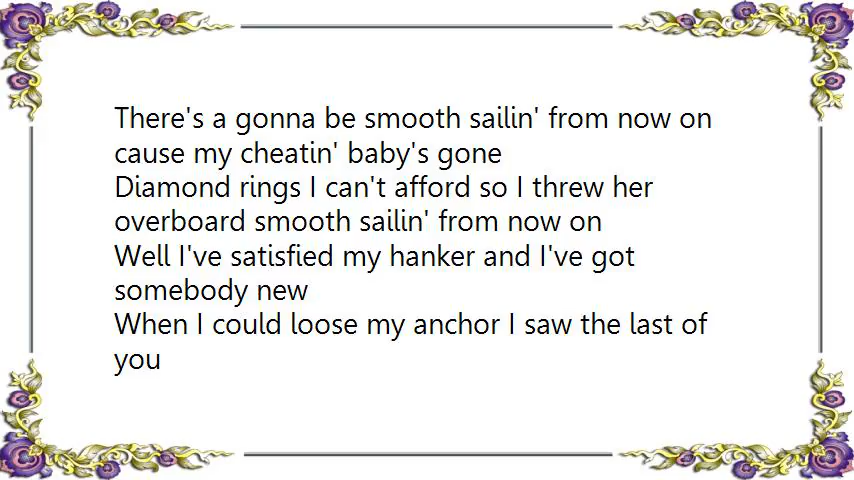 There's a gonna be smooth sailin' from now on
cause my cheatin' baby's gone
Diamond rings I can't afford so I threw her
overboard smooth sailin' from now on
Well I've satisfied my hanker and I've got
somebody new
When I could loose my anchor I saw the last of
you